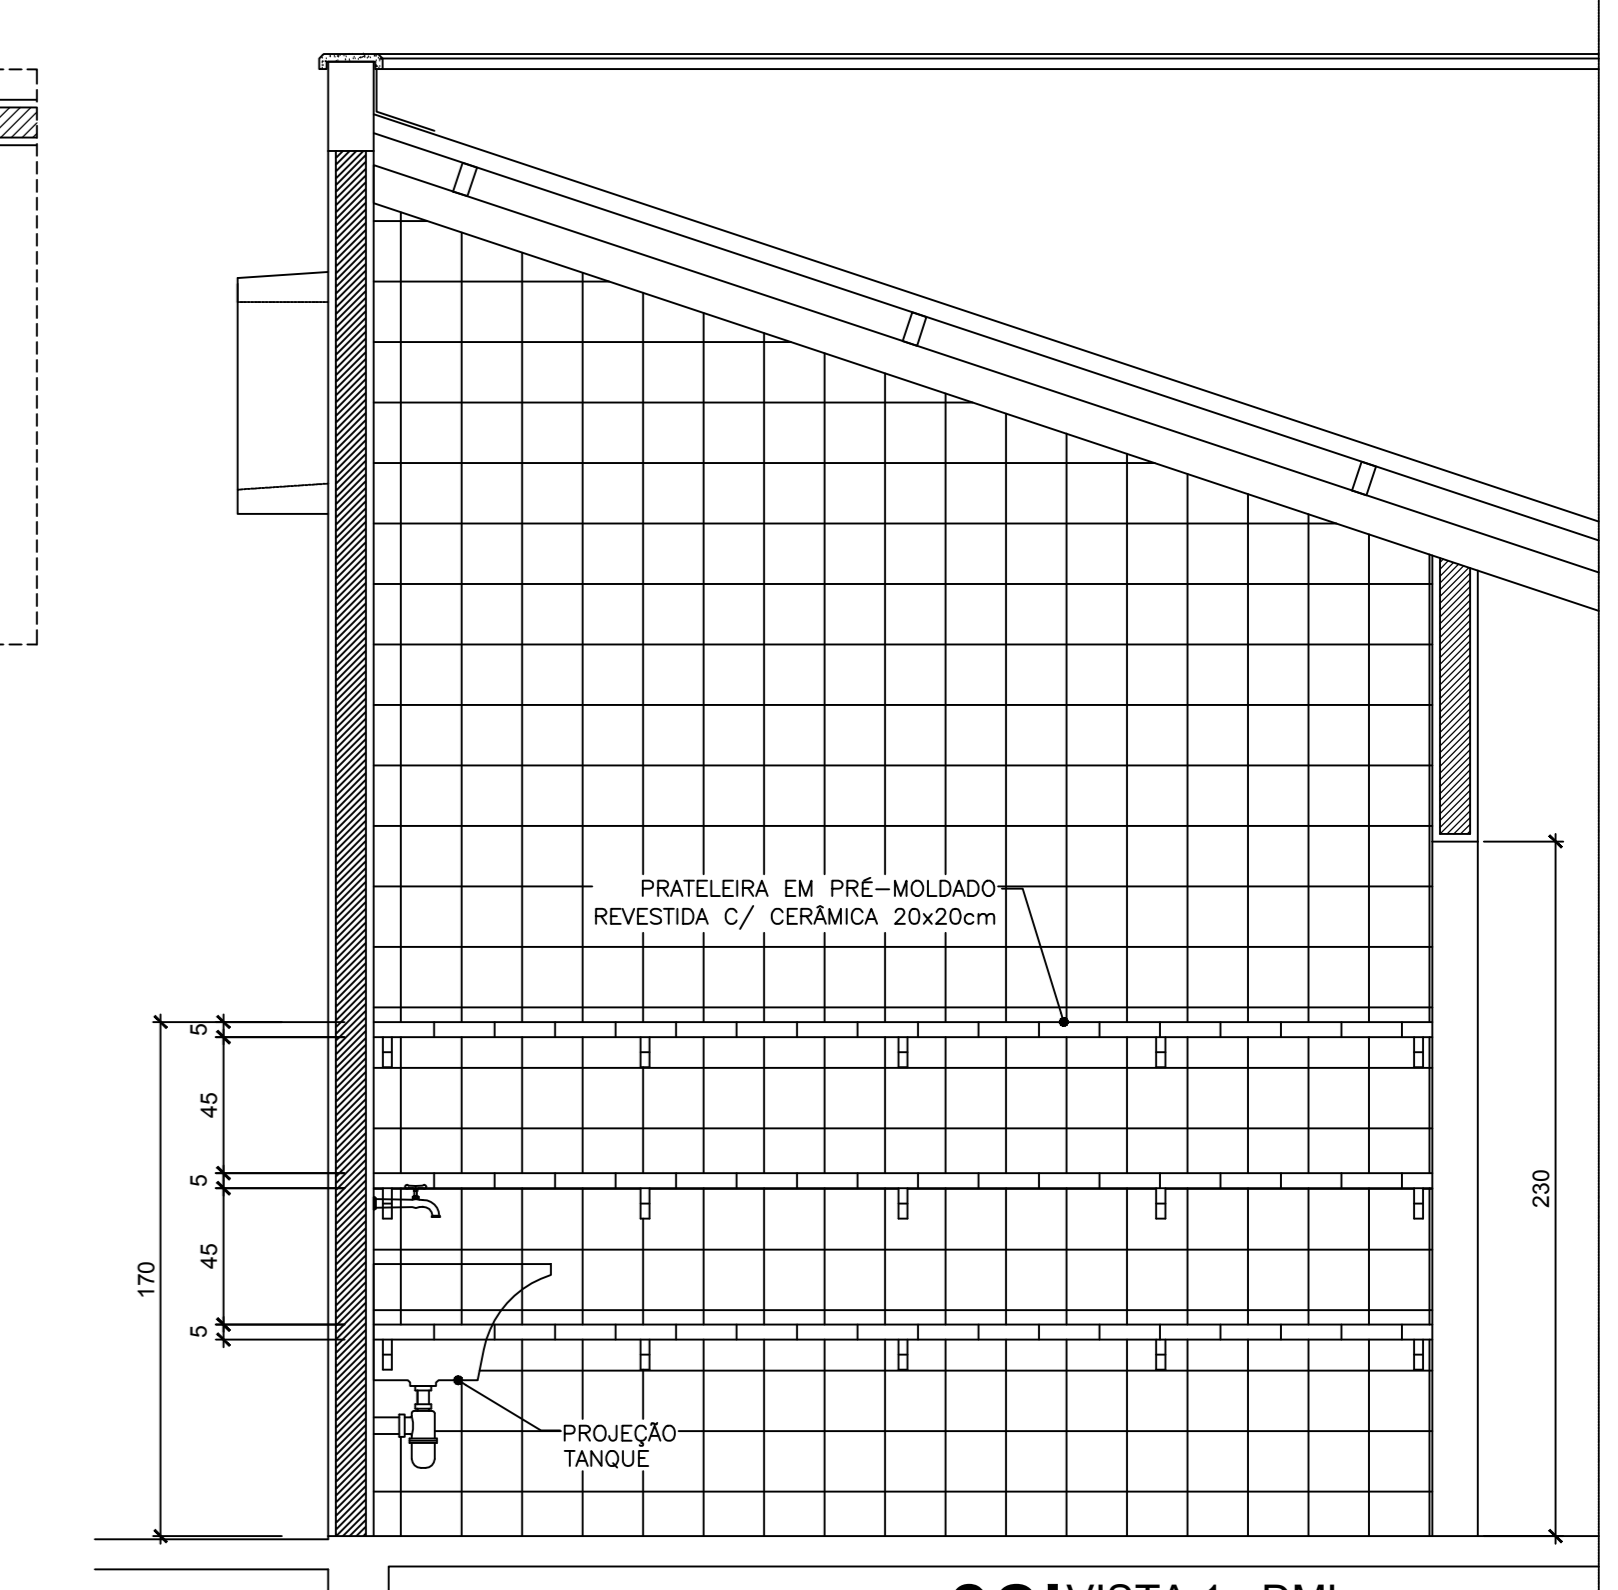 PRATELEIRA EM PRÉ-MOLDADO
REVESTIDA C/ CERÂMICA 20x20cm
5
45
5
45
5
170
230
PROJEÇÃO
TANQUE